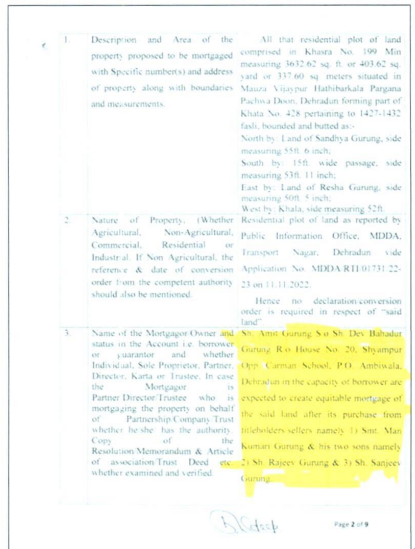 1. Description and Area of the
property proposed to be mortgaged
with Specific number(s) and address
of property along with boundaries
and measurements.
All that residential plot of land
comprised in Khasra No. 199 Min
measuring 3632.62 sq. ft. or 403.62 sq.
yard or 337.60 sq. meters situated in
Mauza Vijaypur Hathibarkala Pargana
Pachwa Doon, Dehradun forming part of
Khata No. 428 pertaining to 1427-1432
fasli, bounded and butted as:-
North by: Land of Sandhya Gurung, side
measuring 55ft. 6 inch;
South by: 15ft. wide passage, side
measuring 53ft. 11 inch;
East by: Land of Resha Gurung, side
measuring 50ft. 5 inch;
West by: Khala, side measuring 52ft.
2. Nature of Property: (Whether
Agricultural, Non-Agricultural,
Commercial, Residential or
Industrial. If Non Agricultural, the
reference & date of conversion
order from the competent authority
should also be mentioned.
Residential plot of land as reported by
Public Information Office, MDDA,
Transport Nagar, Dehradun vide
Application No. MDDA/RTI/01731/22-
23 on 11.11.2022.
Hence no declaration/conversion
order is required in respect of "said
land".
3. Name of the Mortgagor/Owner and
status in the Account i.e. borrower
or guarantor and whether
Individual, Sole Proprietor, Partner,
Director, Karta or Trustee. In case
the Mortgagor is
Partner/Director/Trustee who is
mortgaging the property on behalf
of Partnership/Company/Trust
whether he/she has the authority.
Copy of the
Resolution/Memorandum & Article
of association/Trust Deed etc
whether examined and verified.
Sh. Amit Gurung S/o Sh. Dev Bahadur
Gurung R/o House No. 20, Shyampur
Opp. Carman School, P.O. Ambiwala,
Dehradun in the capacity of borrower are
expected to create equitable mortgage of
the said land after its purchase from
titleholders/sellers namely 1) Smt. Man
Kumari Gurung & his two sons namely
2) Sh. Rajees Gurung & 3) Sh. Sanjees
Gurung.
Page 2 of 9